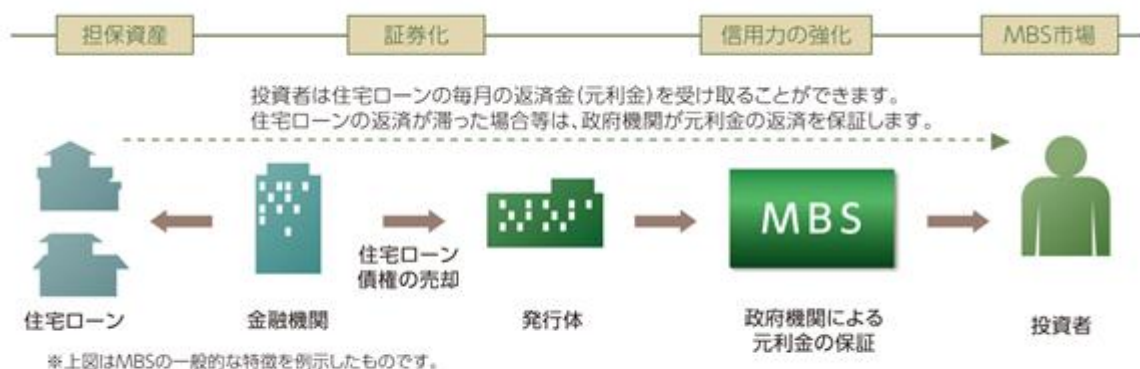 担保資産
証券化
信用力の強化
MBS市場
投資者は住宅ローンの毎月の返済金(元利金)を受け取ることができます。
住宅ローンの返済が滞った場合等は、政府機関が元利金の返済を保証します。
MBS
住宅ローン
債権の売却
住宅ローン
金融機関
発行体
政府機関による
元利金の保証
投資者
※上図はMBSの一般的な特徴を例示したものです。